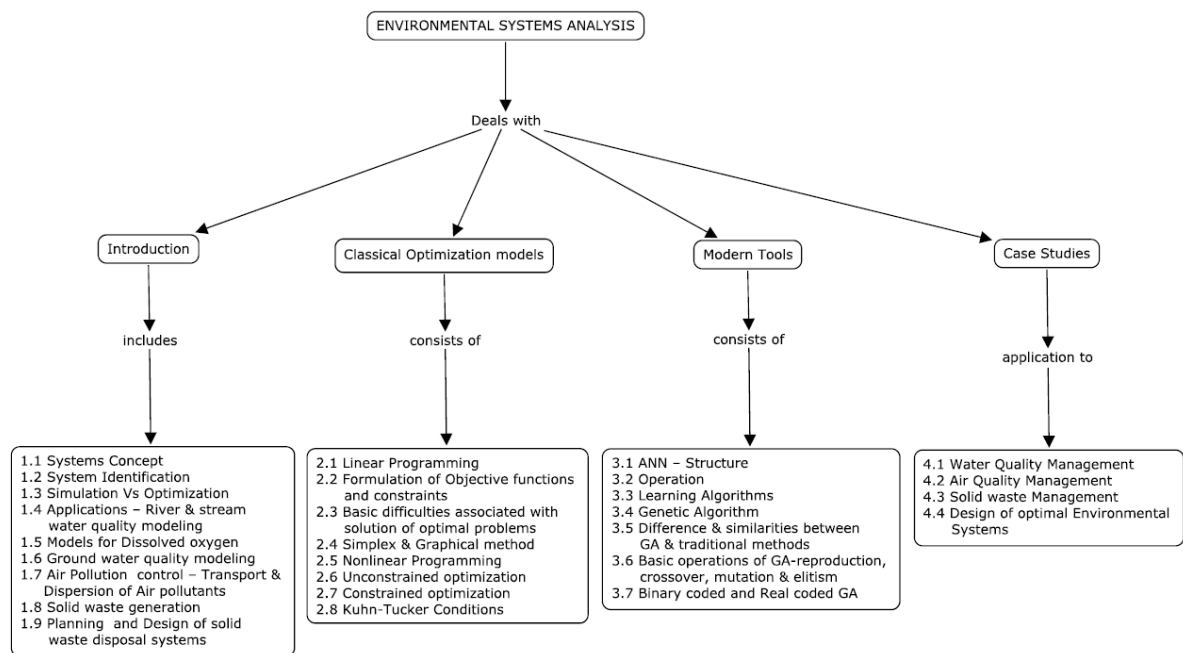 ENVIRONMENTAL SYSTEMS ANALYSIS
Deals with
Introduction
Classical Optimization models
Modern Tools
Case Studies
includes
consists of
consists of
application to
1.1 Systems Concept
1.2 System Identification
1.3 Simulation Vs Optimization
1.4 Applications – River & stream
water quality modeling
1.5 Models for Dissolved oxygen
1.6 Ground water quality modeling
1.7 Air Pollution control – Transport &
Dispersion of Air pollutants
1.8 Solid waste generation
1.9 Planning and Design of solid
waste disposal systems
2.1 Linear Programming
2.2 Formulation of Objective functions
and constraints
2.3 Basic difficulties associated with
solution of optimal problems
2.4 Simplex & Graphical method
2.5 Nonlinear Programming
2.6 Unconstrained optimization
2.7 Constrained optimization
2.8 Kuhn-Tucker Conditions
3.1 ANN – Structure
3.2 Operation
3.3 Learning Algorithms
3.4 Genetic Algorithm
3.5 Difference & similarities between
GA & traditional methods
3.6 Basic operations of GA-reproduction,
crossover, mutation & elitism
3.7 Binary coded and Real coded GA
4.1 Water Quality Management
4.2 Air Quality Management
4.3 Solid waste Management
4.4 Design of optimal Environmental
Systems